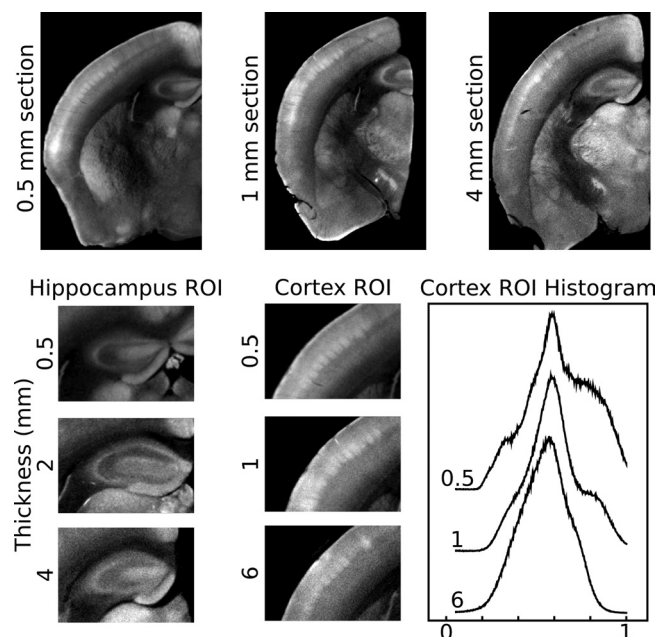 0.5 mm section
1 mm section
4 mm section
Hippocampus ROI
Cortex ROI
Cortex ROI Histogram
Thickness (mm)
0.5
2
4
0.5
1
6
0.5
1
6
0
1